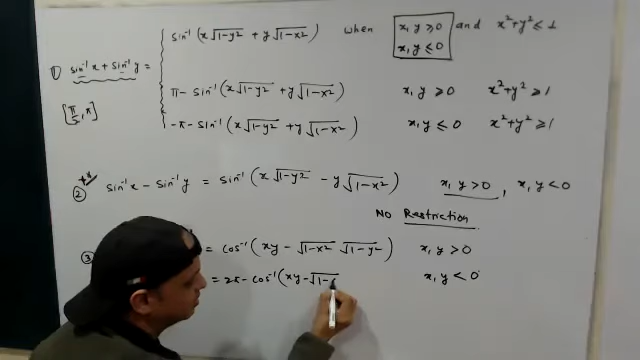 sin⁻¹(x√1-y² + y√1-x²) when x,y ≥ 0 and x²+y² ≤ 1
x,y ≤ 0
1) sin⁻¹x + sin⁻¹y =
π - sin⁻¹(x√1-y² + y√1-x²) x,y ≥ 0 x²+y² ≥ 1
[π/2, π]
-π - sin⁻¹(x√1-y² + y√1-x²) x,y ≤ 0 x²+y² ≥ 1
** 2) sin⁻¹x - sin⁻¹y = sin⁻¹(x√1-y² - y√1-x²) x,y > 0, x,y < 0
NO Restriction
3) = cos⁻¹(xy - √1-x² √1-y²) x,y > 0
= 2π - cos⁻¹(xy - √1- x,y < 0